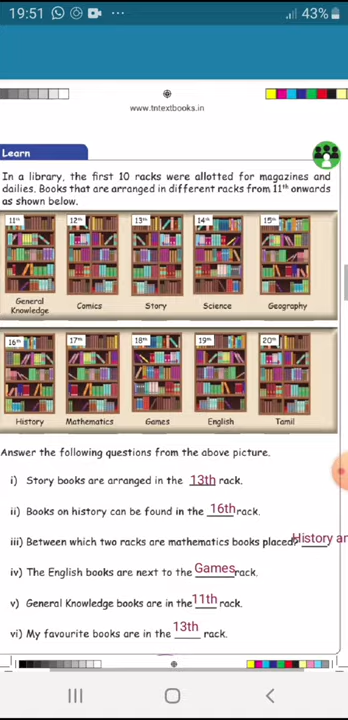 19:51 43%
www.tntextbooks.in
Learn
In a library, the first 10 racks were allotted for magazines and
dailies. Books that are arranged in different racks from 11th onwards
as shown below.
11th 12th 13th 14th 15th
General Knowledge Comics Story Science Geography
16th 17th 18th 19th 20th
History Mathematics Games English Tamil
Answer the following questions from the above picture.
i) Story books are arranged in the 13th rack.
ii) Books on history can be found in the 16th rack.
iii) Between which two racks are mathematics books placed? History an
iv) The English books are next to the Games rack.
v) General Knowledge books are in the 11th rack.
vi) My favourite books are in the 13th rack.